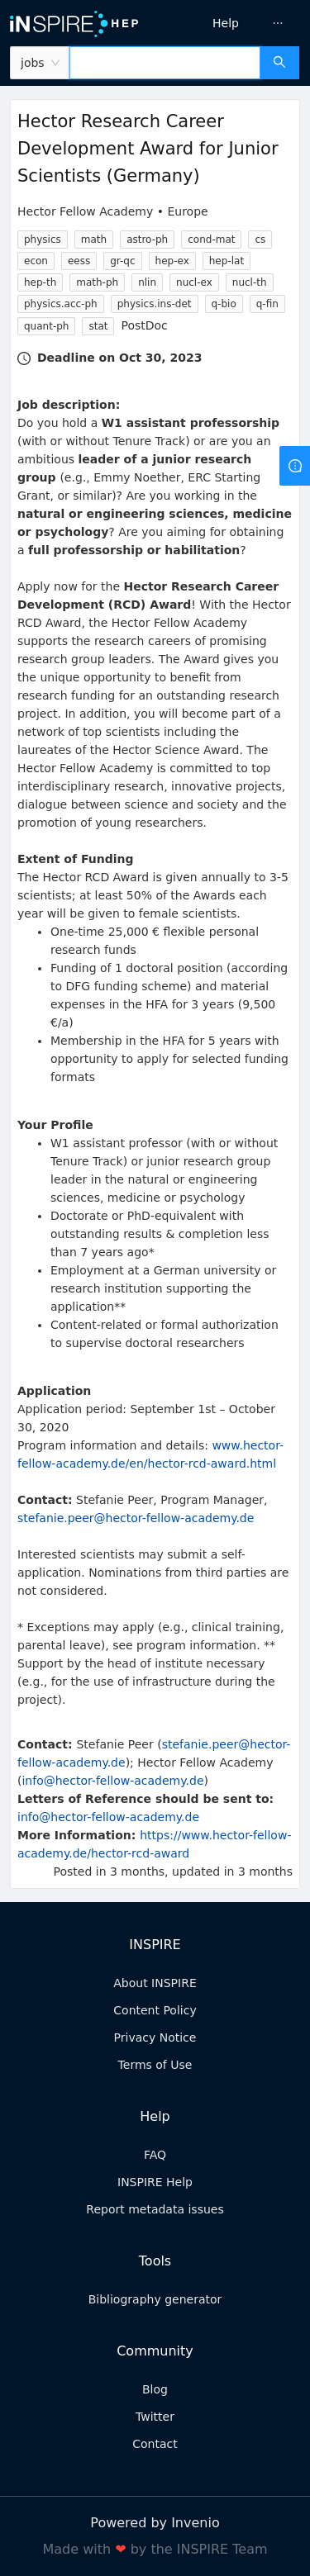 iNSPIRE HEP
Help ···
jobs
Hector Research Career
Development Award for Junior
Scientists (Germany)
Hector Fellow Academy • Europe
physics math astro-ph cond-mat cs
econ eess gr-qc hep-ex hep-lat
hep-th math-ph nlin nucl-ex nucl-th
physics.acc-ph physics.ins-det q-bio q-fin
quant-ph stat PostDoc
Deadline on Oct 30, 2023
Job description:
Do you hold a W1 assistant professorship
(with or without Tenure Track) or are you an
ambitious leader of a junior research
group (e.g., Emmy Noether, ERC Starting
Grant, or similar)? Are you working in the
natural or engineering sciences, medicine
or psychology? Are you aiming for obtaining
a full professorship or habilitation?
Apply now for the Hector Research Career
Development (RCD) Award! With the Hector
RCD Award, the Hector Fellow Academy
supports the research careers of promising
research group leaders. The Award gives you
the unique opportunity to benefit from
research funding for an outstanding research
project. In addition, you will become part of a
network of top scientists including the
laureates of the Hector Science Award. The
Hector Fellow Academy is committed to top
interdisciplinary research, innovative projects,
dialogue between science and society and the
promotion of young researchers.
Extent of Funding
The Hector RCD Award is given annually to 3-5
scientists; at least 50% of the Awards each
year will be given to female scientists.
• One-time 25,000 € flexible personal
research funds
• Funding of 1 doctoral position (according
to DFG funding scheme) and material
expenses in the HFA for 3 years (9,500
€/a)
• Membership in the HFA for 5 years with
opportunity to apply for selected funding
formats
Your Profile
• W1 assistant professor (with or without
Tenure Track) or junior research group
leader in the natural or engineering
sciences, medicine or psychology
• Doctorate or PhD-equivalent with
outstanding results & completion less
than 7 years ago*
• Employment at a German university or
research institution supporting the
application**
• Content-related or formal authorization
to supervise doctoral researchers
Application
Application period: September 1st – October
30, 2020
Program information and details: www.hector-
fellow-academy.de/en/hector-rcd-award.html
Contact: Stefanie Peer, Program Manager,
stefanie.peer@hector-fellow-academy.de
Interested scientists may submit a self-
application. Nominations from third parties are
not considered.
* Exceptions may apply (e.g., clinical training,
parental leave), see program information. **
Support by the head of institute necessary
(e.g., for the use of infrastructure during the
project).
Contact: Stefanie Peer (stefanie.peer@hector-
fellow-academy.de); Hector Fellow Academy
(info@hector-fellow-academy.de)
Letters of Reference should be sent to:
info@hector-fellow-academy.de
More Information: https://www.hector-fellow-
academy.de/hector-rcd-award
Posted in 3 months, updated in 3 months
INSPIRE
About INSPIRE
Content Policy
Privacy Notice
Terms of Use
Help
FAQ
INSPIRE Help
Report metadata issues
Tools
Bibliography generator
Community
Blog
Twitter
Contact
Powered by Invenio
Made with ❤ by the INSPIRE Team